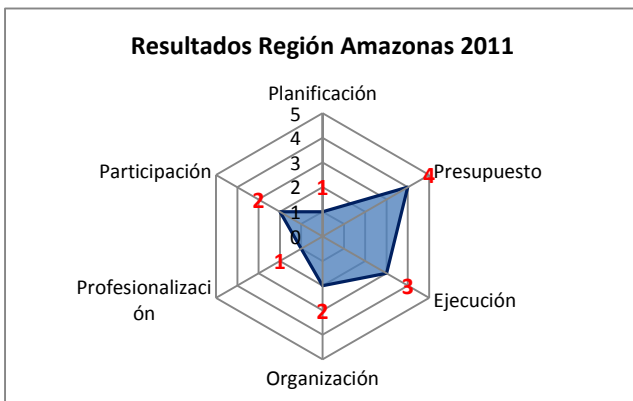 Resultados Región Amazonas 2011
Planificación
5
4
Participación
Presupuesto
4
3
2
2
1
1
0
1
3
Profesionalizaci
ón
Ejecución
2
Organización